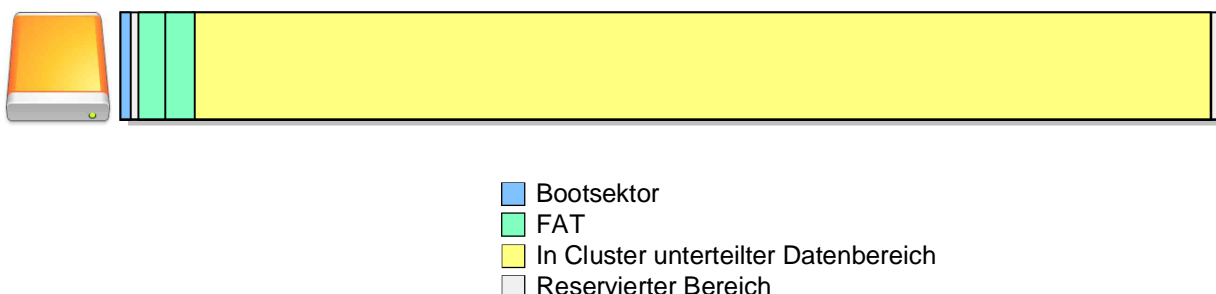 Bootsektor
FAT
In Cluster unterteilter Datenbereich
Reservierter Bereich